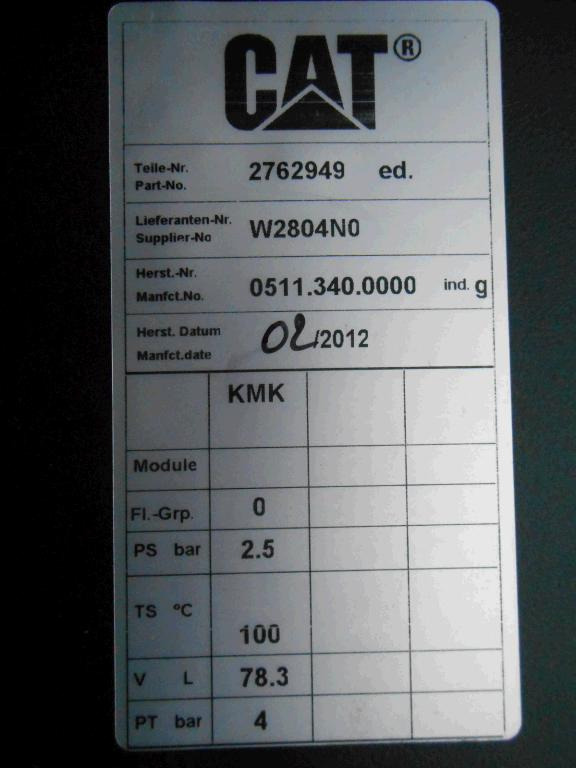 CAT®
Teile-Nr.
Part-No.
2762949 ed.
Lieferanten-Nr.
Supplier-No
W2804N0
Herst.-Nr.
Manfct.No.
0511.340.0000 ind. g
Herst. Datum
Manfct.date
02/2012
KMK
Module
Fl.-Grp. 0
PS bar 2.5
TS ºC 100
V L 78.3
PT bar 4